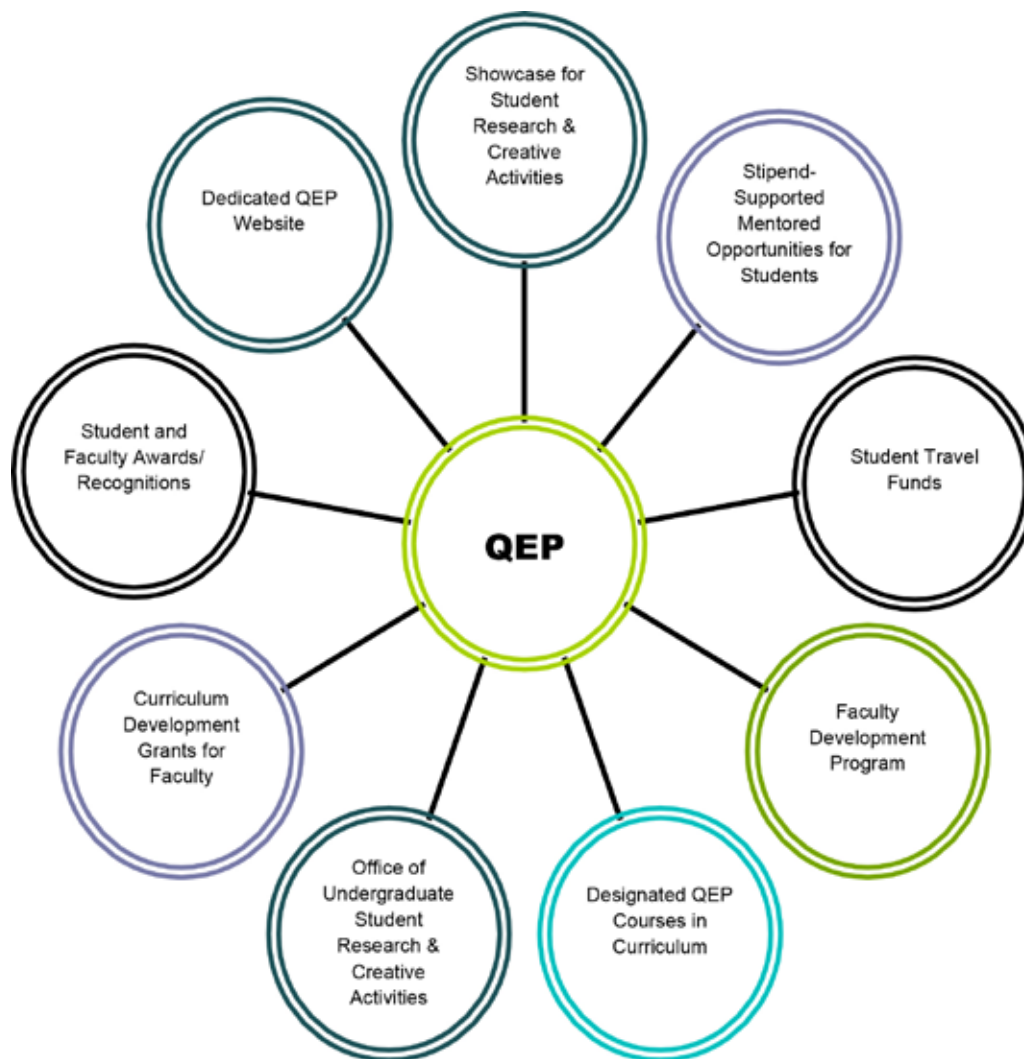 Showcase for
Student
Research &
Creative
Activities
Stipend-
Supported
Mentored
Opportunities for
Students
Dedicated QEP
Website
Student and
Faculty Awards/
Recognitions
Student Travel
Funds
QEP
Curriculum
Development
Grants for
Faculty
Faculty
Development
Program
Office of
Undergraduate
Student
Research &
Creative
Activities
Designated QEP
Courses in
Curriculum